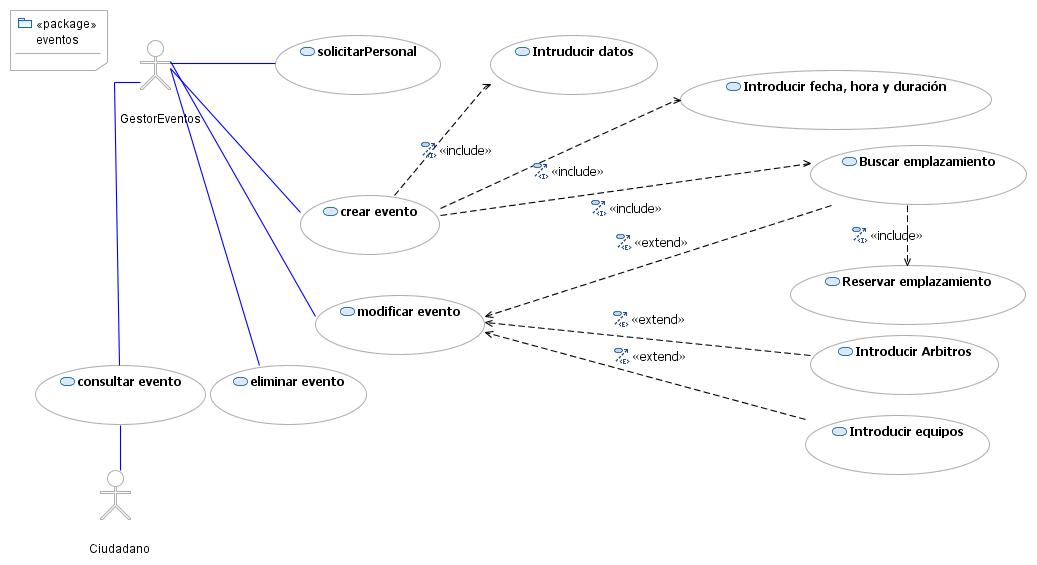 «package»
eventos
GestorEventos
solicitarPersonal
Intruducir datos
Introducir fecha, hora y duración
«include»
«include»
Buscar emplazamiento
crear evento
«include»
«include»
«extend»
Reservar emplazamiento
modificar evento
«extend»
«extend»
Introducir Arbitros
consultar evento
eliminar evento
Introducir equipos
Ciudadano